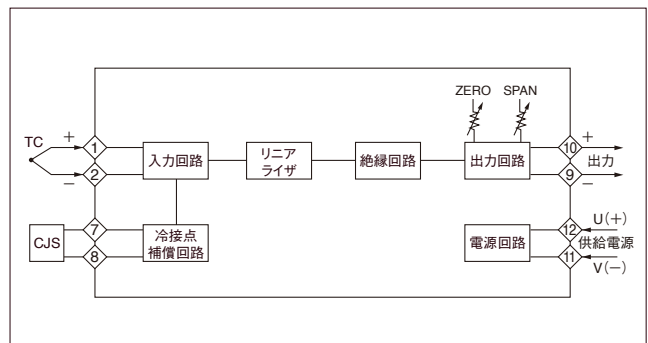 ZERO SPAN
TC
+
1
2
−
入力回路
リニア
ライザ
絶縁回路
出力回路
10
9
+
出力
−
CJS
7
8
冷接点
補償回路
電源回路
12
11
U(+)
供給電源
V(−)